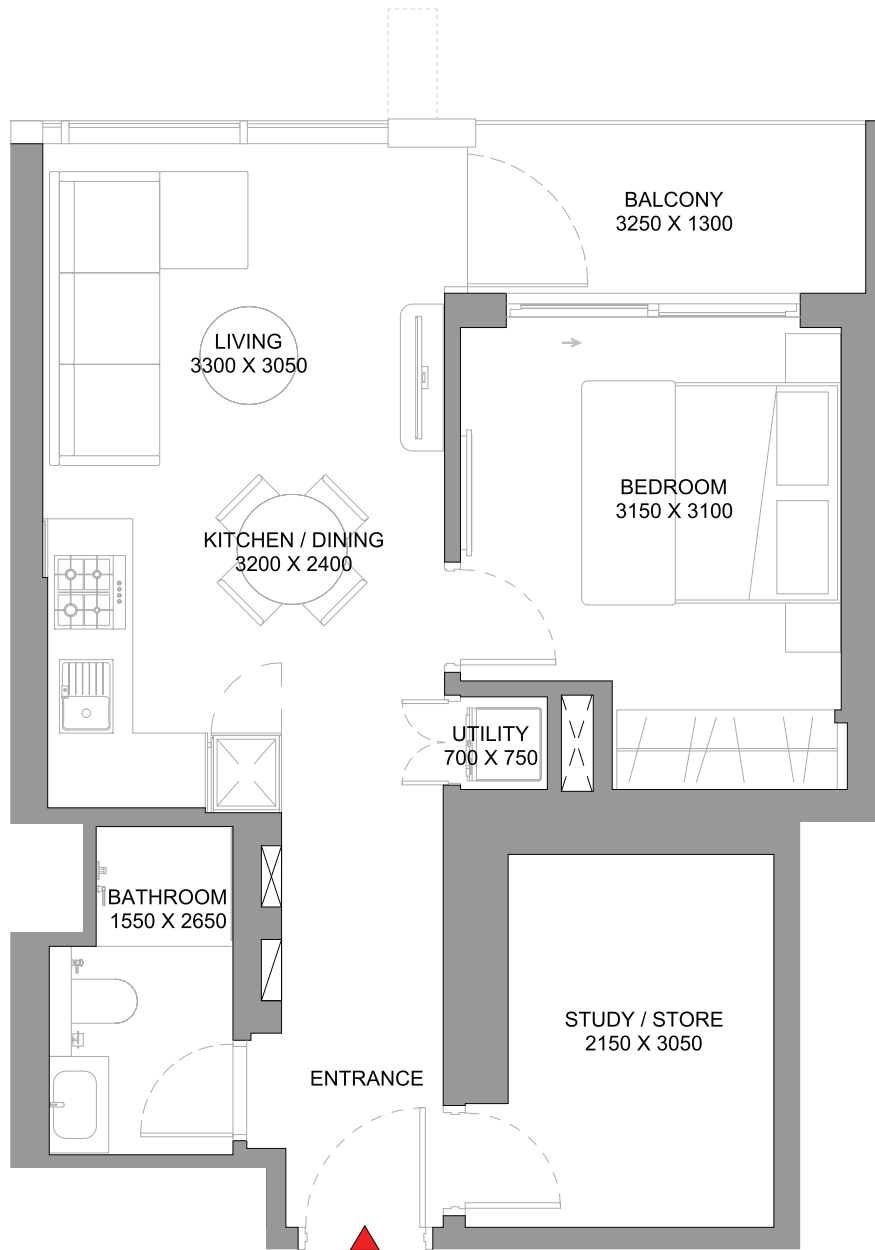 BALCONY
3250 X 1300
LIVING
3300 X 3050
BEDROOM
3150 X 3100
KITCHEN / DINING
3200 X 2400
UTILITY
700 X 750
BATHROOM
1550 X 2650
STUDY / STORE
2150 X 3050
ENTRANCE